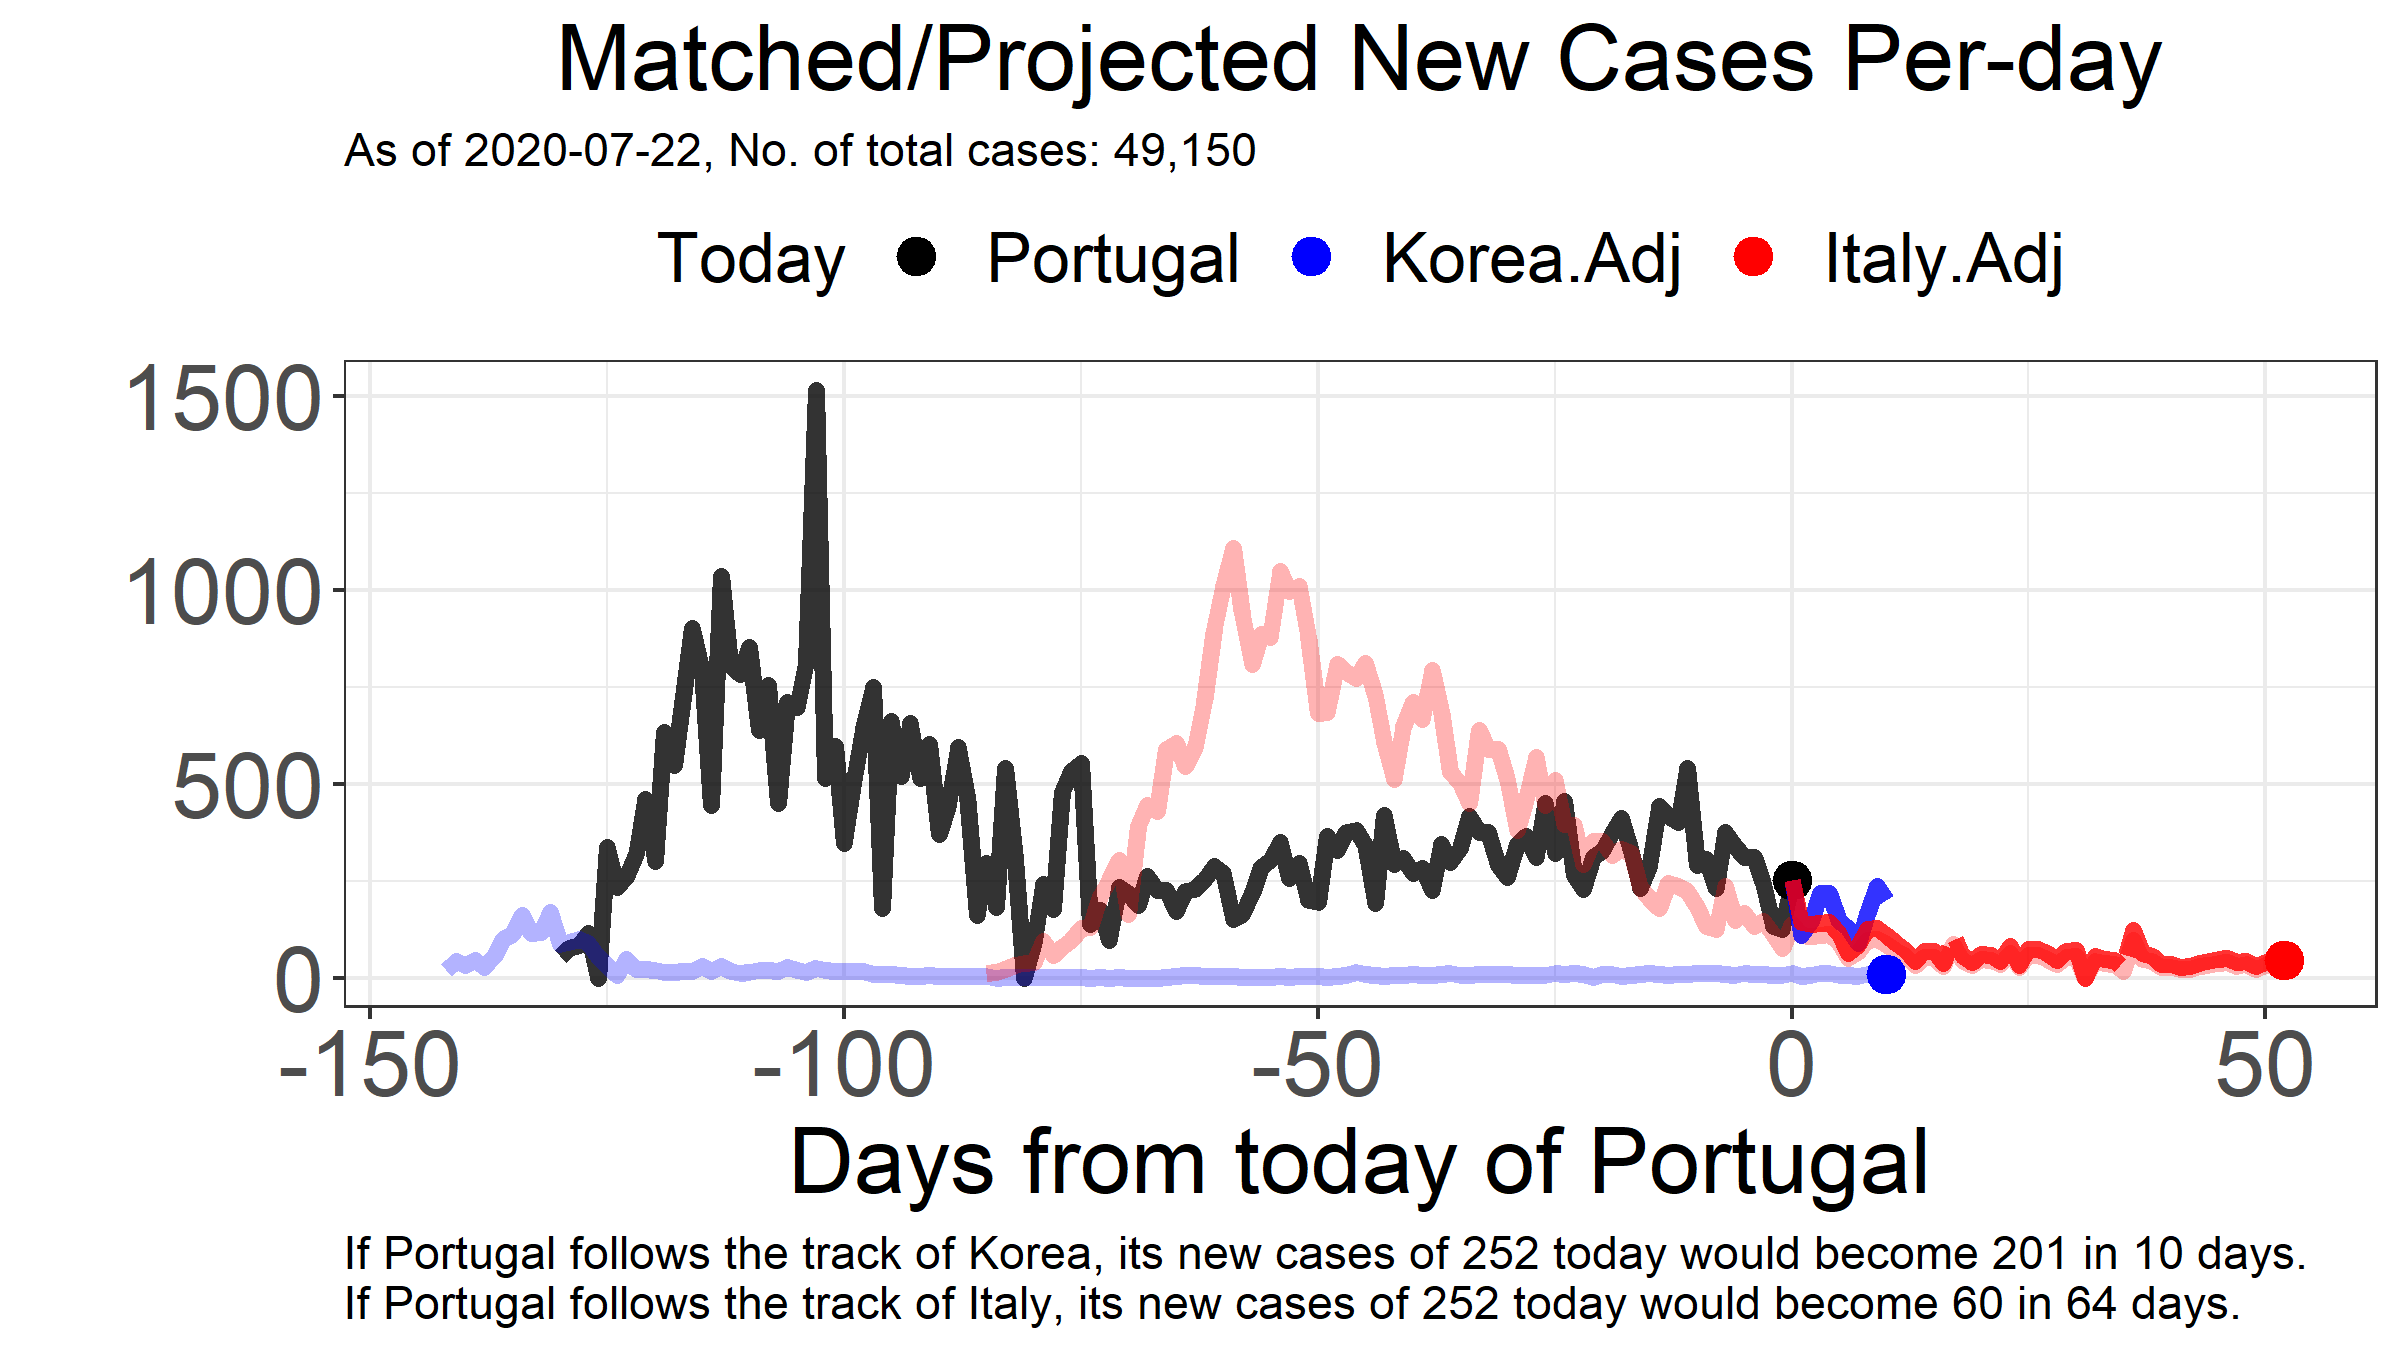 Matched/Projected New Cases Per-day
As of 2020-07-22, No. of total cases: 49,150
Today Portugal Korea.Adj Italy.Adj
1500
1000
500
0
-150 -100 -50 0 50
Days from today of Portugal
If Portugal follows the track of Korea, its new cases of 252 today would become 201 in 10 days.
If Portugal follows the track of Italy, its new cases of 252 today would become 60 in 64 days.